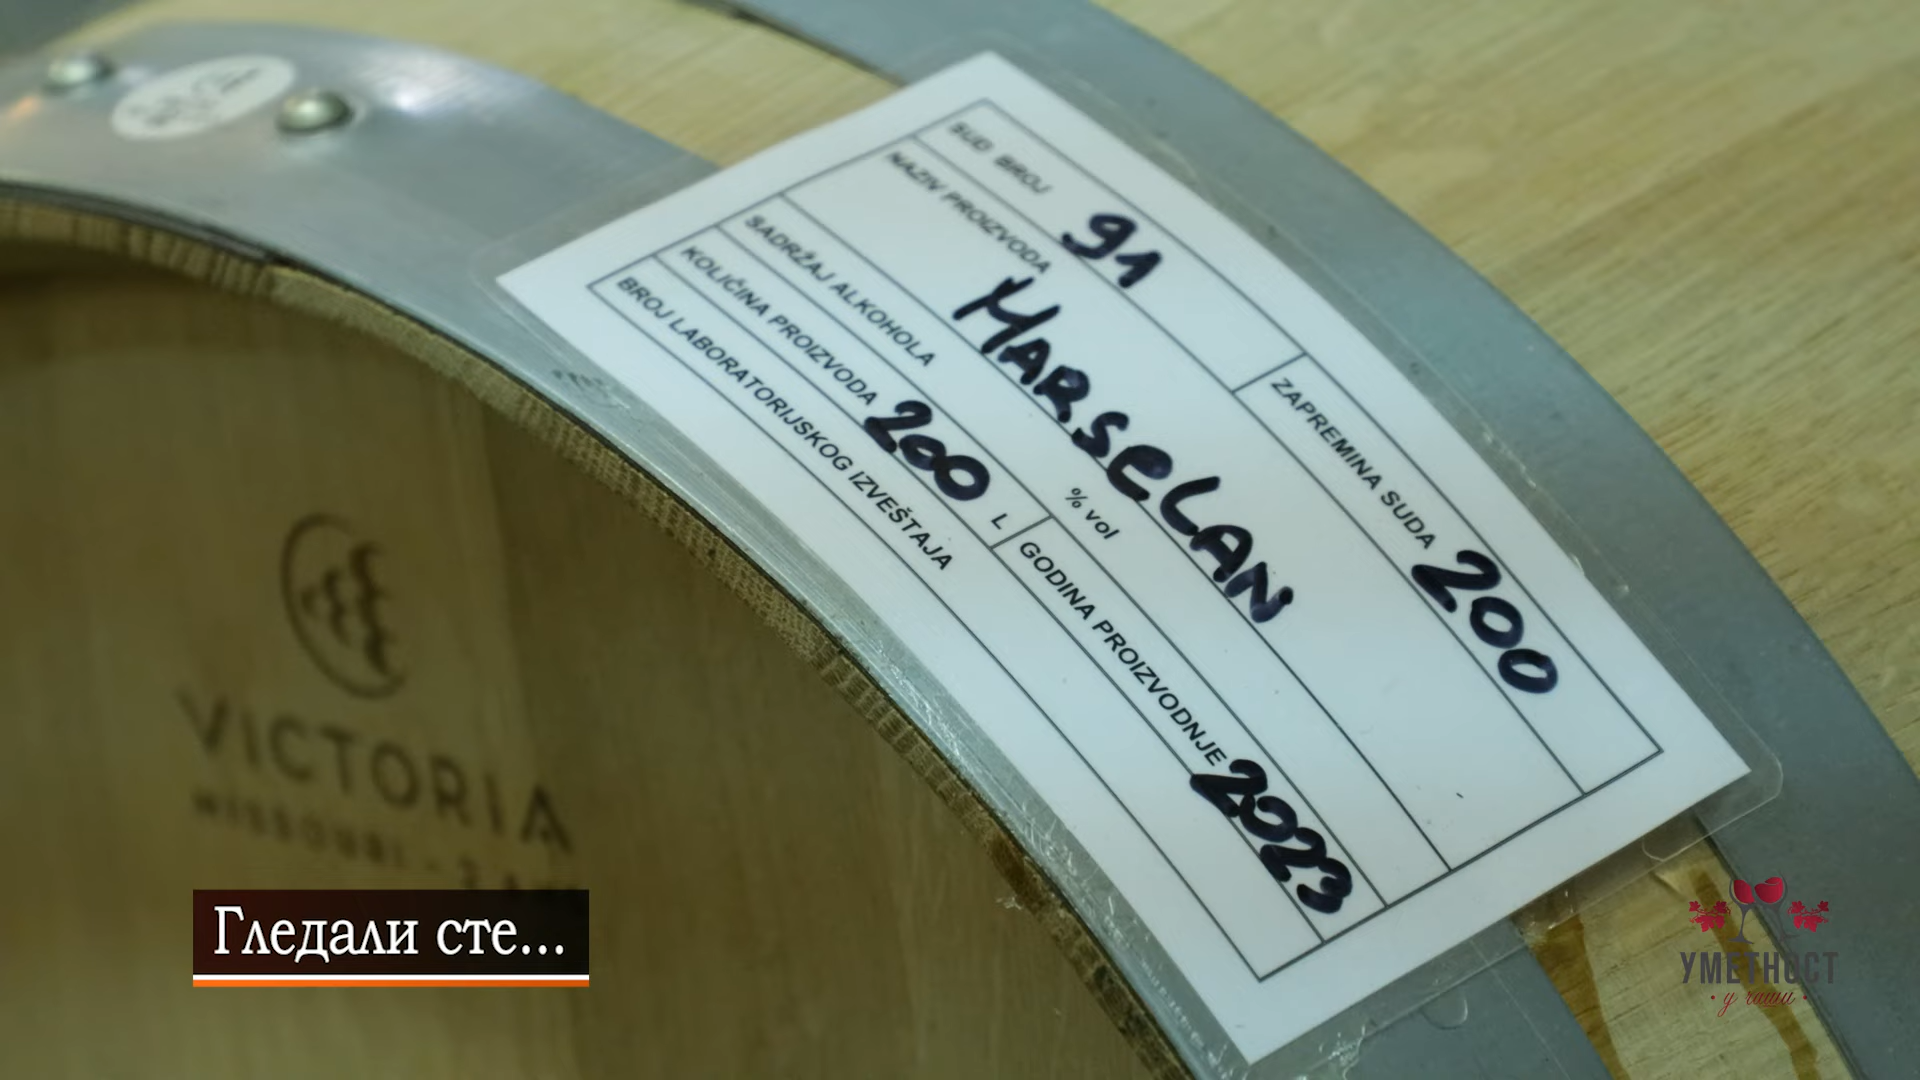 SUD BROJ 91
ZAPREMINA SUDA 200
NAZIV PROIZVODA
MARSELAN
SADRŽAJ ALKOHOLA % vol
KOLIČINA PROIZVODA 200 L
GODINA PROIZVODNJE 2023
BROJ LABORATORIJSKOG IZVEŠTAJA
VICTORIA
MISSOURI
Гледали сте...
УМЕТНОСТ
у чаши